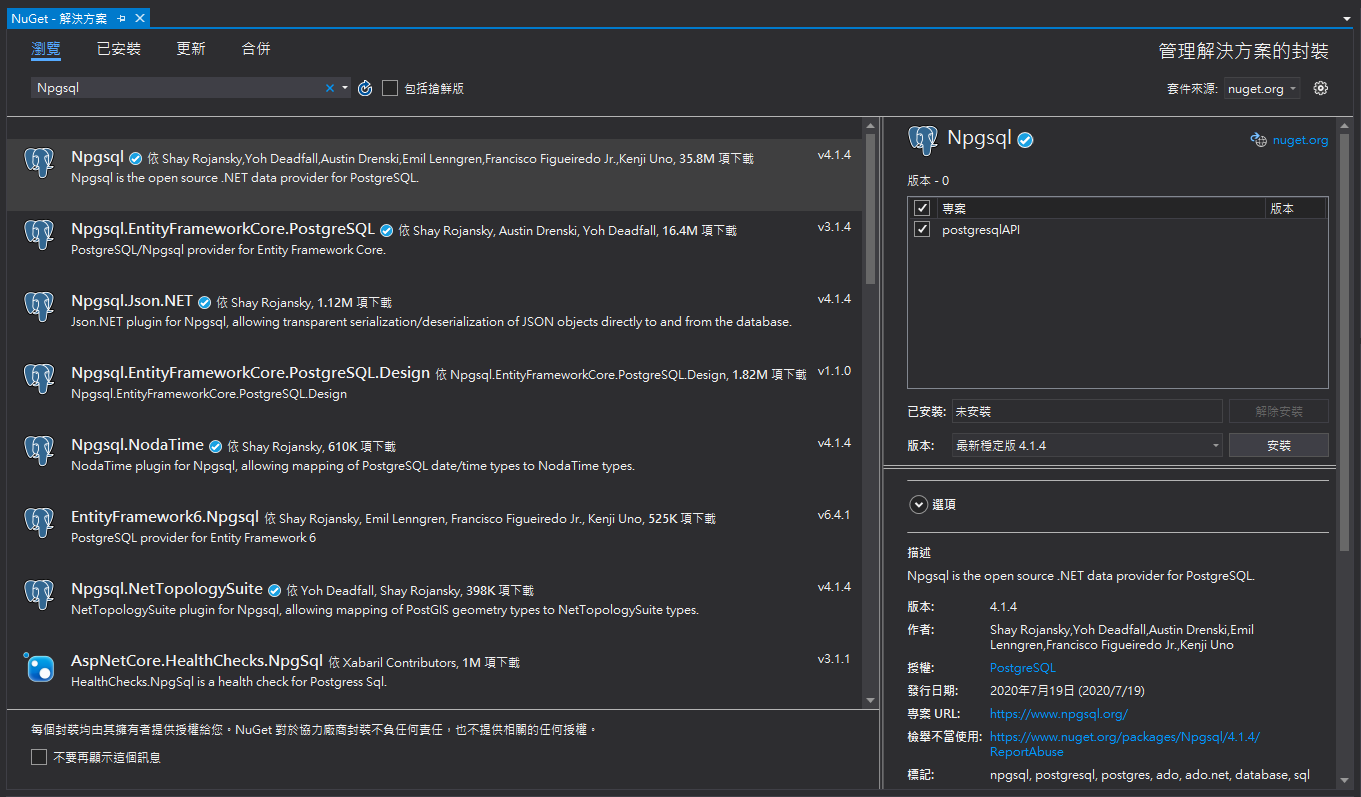 NuGet - 解決方案
瀏覽 已安裝 更新 合併
管理解決方案的封裝
Npgsql
包括搶鮮版
套件來源: nuget.org
Npgsql 依 Shay Rojansky,Yoh Deadfall,Austin Drenski,Emil Lenngren,Francisco Figueiredo Jr.,Kenji Uno, 35.8M 項下載 v4.1.4
Npgsql is the open source .NET data provider for PostgreSQL.
Npgsql.EntityFrameworkCore.PostgreSQL 依 Shay Rojansky, Austin Drenski, Yoh Deadfall, 16.4M 項下載 v3.1.4
PostgreSQL/Npgsql provider for Entity Framework Core.
Npgsql.Json.NET 依 Shay Rojansky, 1.12M 項下載 v4.1.4
Json.NET plugin for Npgsql, allowing transparent serialization/deserialization of JSON objects directly to and from the database.
Npgsql.EntityFrameworkCore.PostgreSQL.Design 依 Npgsql.EntityFrameworkCore.PostgreSQL.Design, 1.82M 項下載 v1.1.0
Npgsql.EntityFrameworkCore.PostgreSQL.Design
Npgsql.NodaTime 依 Shay Rojansky, 610K 項下載 v4.1.4
NodaTime plugin for Npgsql, allowing mapping of PostgreSQL date/time types to NodaTime types.
EntityFramework6.Npgsql 依 Shay Rojansky, Emil Lenngren, Francisco Figueiredo Jr., Kenji Uno, 525K 項下載 v6.4.1
PostgreSQL provider for Entity Framework 6
Npgsql.NetTopologySuite 依 Yoh Deadfall, Shay Rojansky, 398K 項下載 v4.1.4
NetTopologySuite plugin for Npgsql, allowing mapping of PostGIS geometry types to NetTopologySuite types.
AspNetCore.HealthChecks.NpgSql 依 Xabaril Contributors, 1M 項下載 v3.1.1
HealthChecks.NpgSql is a health check for Postgress Sql.
每個封裝均由其擁有者提供授權給您。NuGet 對於協力廠商封裝不負任何責任，也不提供相關的任何授權。
不要再顯示這個訊息
Npgsql
nuget.org
版本 - 0
專案 版本
postgresqlAPI
已安裝: 未安裝 解除安裝
版本: 最新穩定版 4.1.4 安裝
選項
描述
Npgsql is the open source .NET data provider for PostgreSQL.
版本: 4.1.4
作者: Shay Rojansky,Yoh Deadfall,Austin Drenski,Emil
Lenngren,Francisco Figueiredo Jr.,Kenji Uno
授權: PostgreSQL
發行日期: 2020年7月19日 (2020/7/19)
專案 URL: https://www.npgsql.org/
檢舉不當使用: https://www.nuget.org/packages/Npgsql/4.1.4/
ReportAbuse
標記: npgsql, postgresql, postgres, ado, ado.net, database, sql